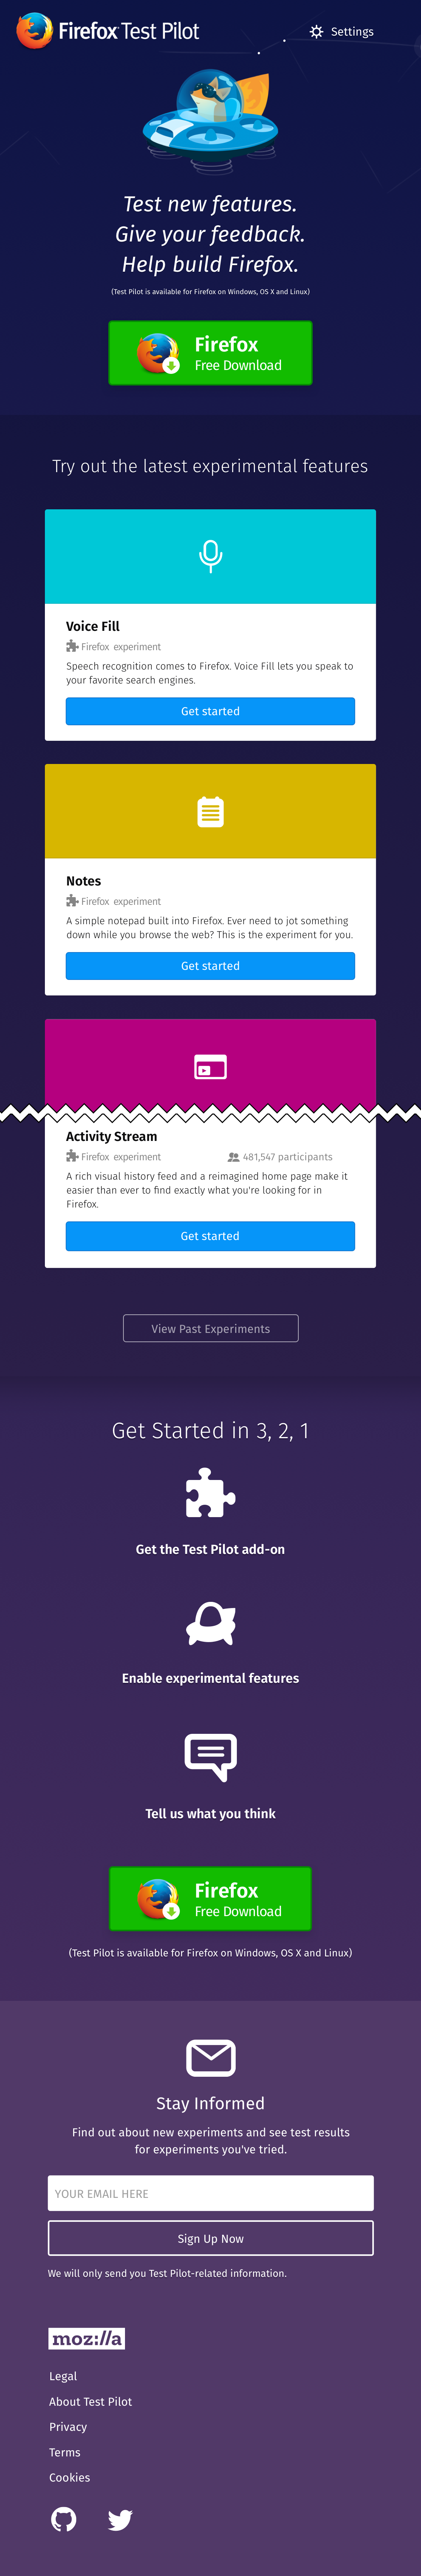 Firefox Test Pilot
Settings
Test new features.
Give your feedback.
Help build Firefox.
(Test Pilot is available for Firefox on Windows, OS X and Linux)
Firefox
Free Download
Try out the latest experimental features
Voice Fill
Firefox experiment
Speech recognition comes to Firefox. Voice Fill lets you speak to
your favorite search engines.
Get started
Notes
Firefox experiment
A simple notepad built into Firefox. Ever need to jot something
down while you browse the web? This is the experiment for you.
Get started
Activity Stream
Firefox experiment
481,547 participants
A rich visual history feed and a reimagined home page make it
easier than ever to find exactly what you're looking for in
Firefox.
Get started
View Past Experiments
Get Started in 3, 2, 1
Get the Test Pilot add-on
Enable experimental features
Tell us what you think
Firefox
Free Download
(Test Pilot is available for Firefox on Windows, OS X and Linux)
Stay Informed
Find out about new experiments and see test results
for experiments you've tried.
YOUR EMAIL HERE
Sign Up Now
We will only send you Test Pilot-related information.
moz://a
Legal
About Test Pilot
Privacy
Terms
Cookies